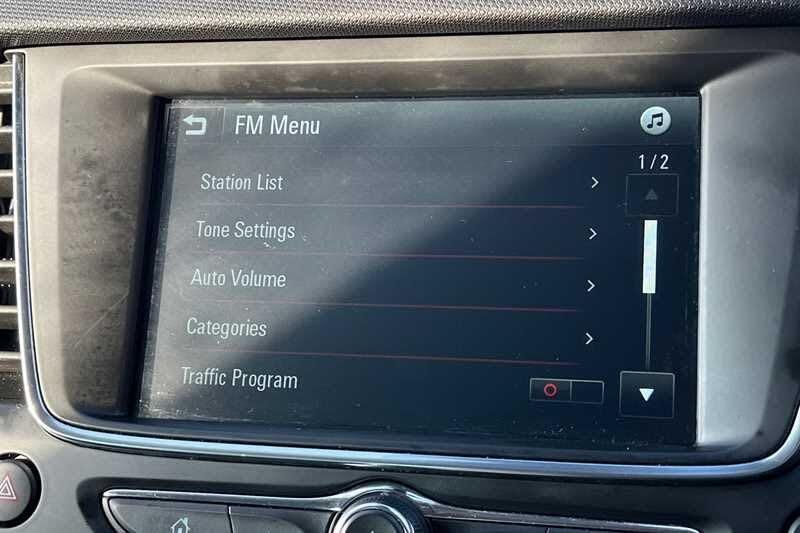 FM Menu
1/2
Station List
Tone Settings
Auto Volume
Categories
Traffic Program